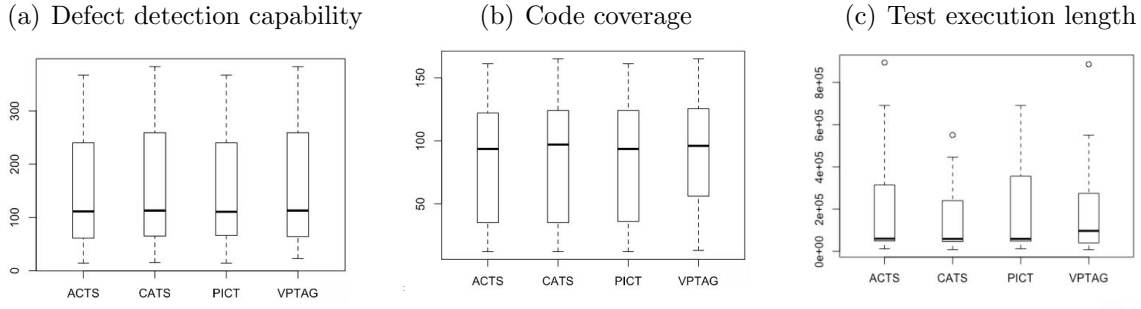 (a) Defect detection capability
(b) Code coverage
(c) Test execution length
300
200
100
0
ACTS CATS PICT VPTAG
150
100
50
ACTS CATS PICT VPTAG
8e+05
6e+05
4e+05
2e+05
0e+00
ACTS CATS PICT VPTAG